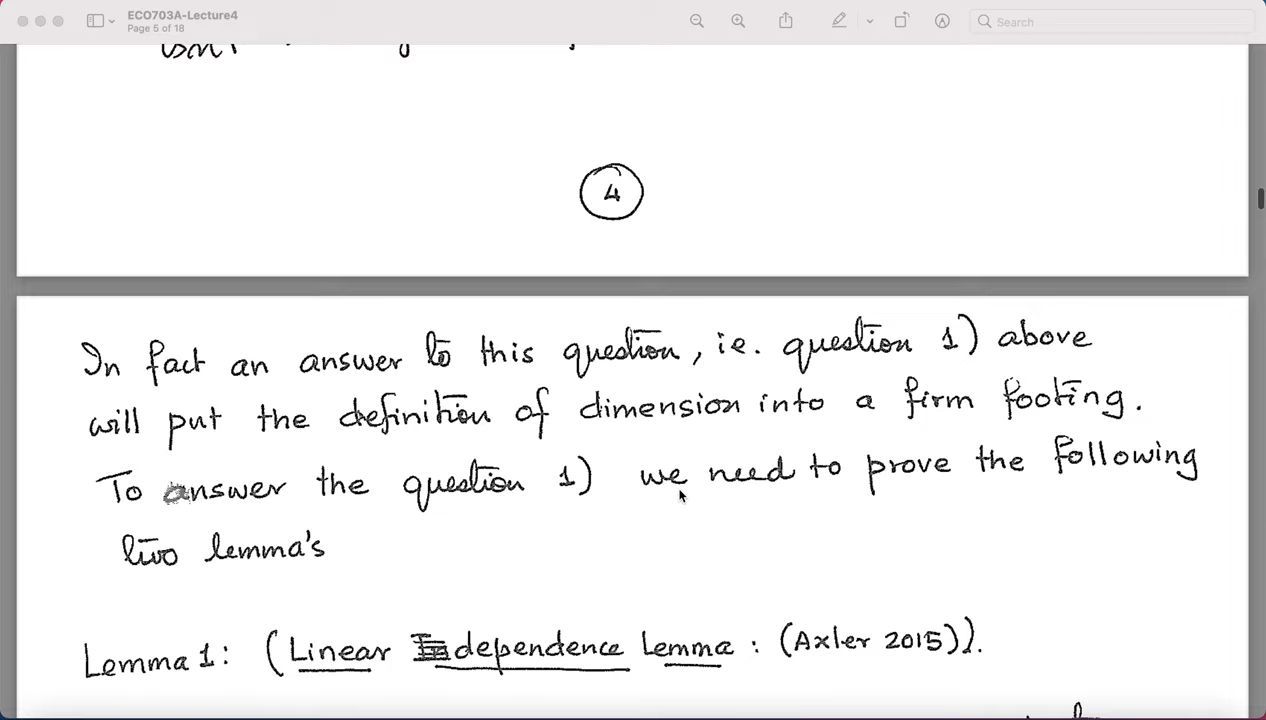 ECO703A-Lecture4
Page 5 of 18
Search
4
In fact an answer to this question, ie. question 1) above
will put the definition of dimension into a firm footing.
To answer the question 1) we need to prove the following
two lemma's
Lemma 1: (Linear dependence Lemma : (Axler 2015)).